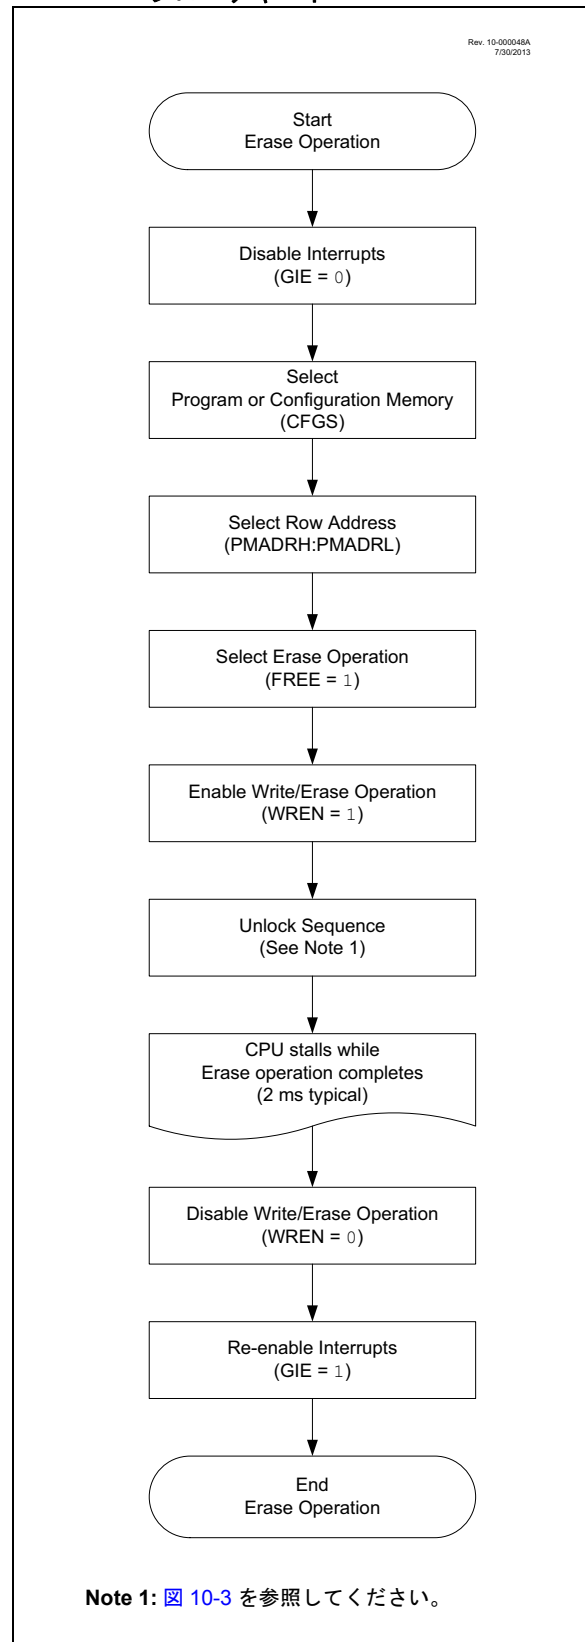 Rev. 10-000048A
7/30/2013
Start
Erase Operation
Disable Interrupts
(GIE = 0)
Select
Program or Configuration Memory
(CFGS)
Select Row Address
(PMADRH:PMADRL)
Select Erase Operation
(FREE = 1)
Enable Write/Erase Operation
(WREN = 1)
Unlock Sequence
(See Note 1)
CPU stalls while
Erase operation completes
(2 ms typical)
Disable Write/Erase Operation
(WREN = 0)
Re-enable Interrupts
(GIE = 1)
End
Erase Operation
Note 1: 図 10-3 を参照してください。